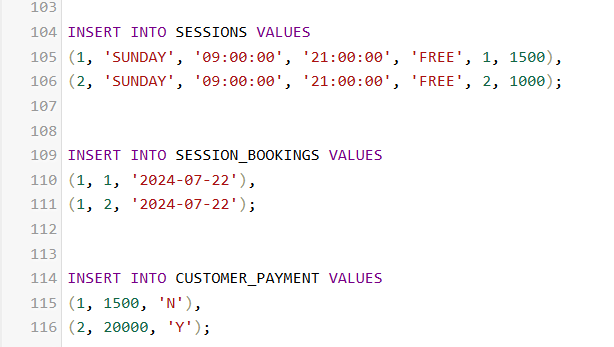 103
104 INSERT INTO SESSIONS VALUES
105 (1, 'SUNDAY', '09:00:00', '21:00:00', 'FREE', 1, 1500),
106 (2, 'SUNDAY', '09:00:00', '21:00:00', 'FREE', 2, 1000);
107
108
109 INSERT INTO SESSION_BOOKINGS VALUES
110 (1, 1, '2024-07-22'),
111 (1, 2, '2024-07-22');
112
113
114 INSERT INTO CUSTOMER_PAYMENT VALUES
115 (1, 1500, 'N'),
116 (2, 20000, 'Y');